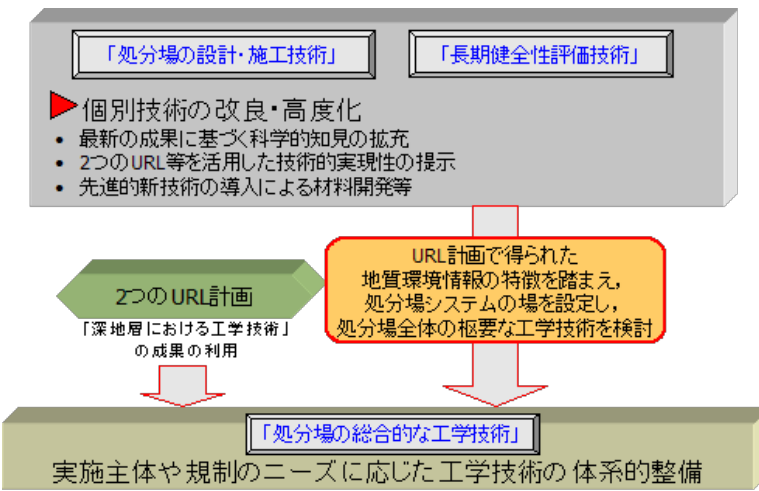 「処分場の設計・施工技術」
「長期健全性評価技術」
個別技術の改良・高度化
• 最新の成果に基づく科学的知見の拡充
• 2つのURL等を活用した技術的実現性の提示
• 先進的新技術の導入による材料開発等
2つのURL計画
「深地層における工学技術」
の成果の利用
URL計画で得られた
地質環境情報の特徴を踏まえ,
処分場システムの場を設定し,
処分場全体の枢要な工学技術を検討
「処分場の総合的な工学技術」
実施主体や規制のニーズに応じた工学技術の体系的整備